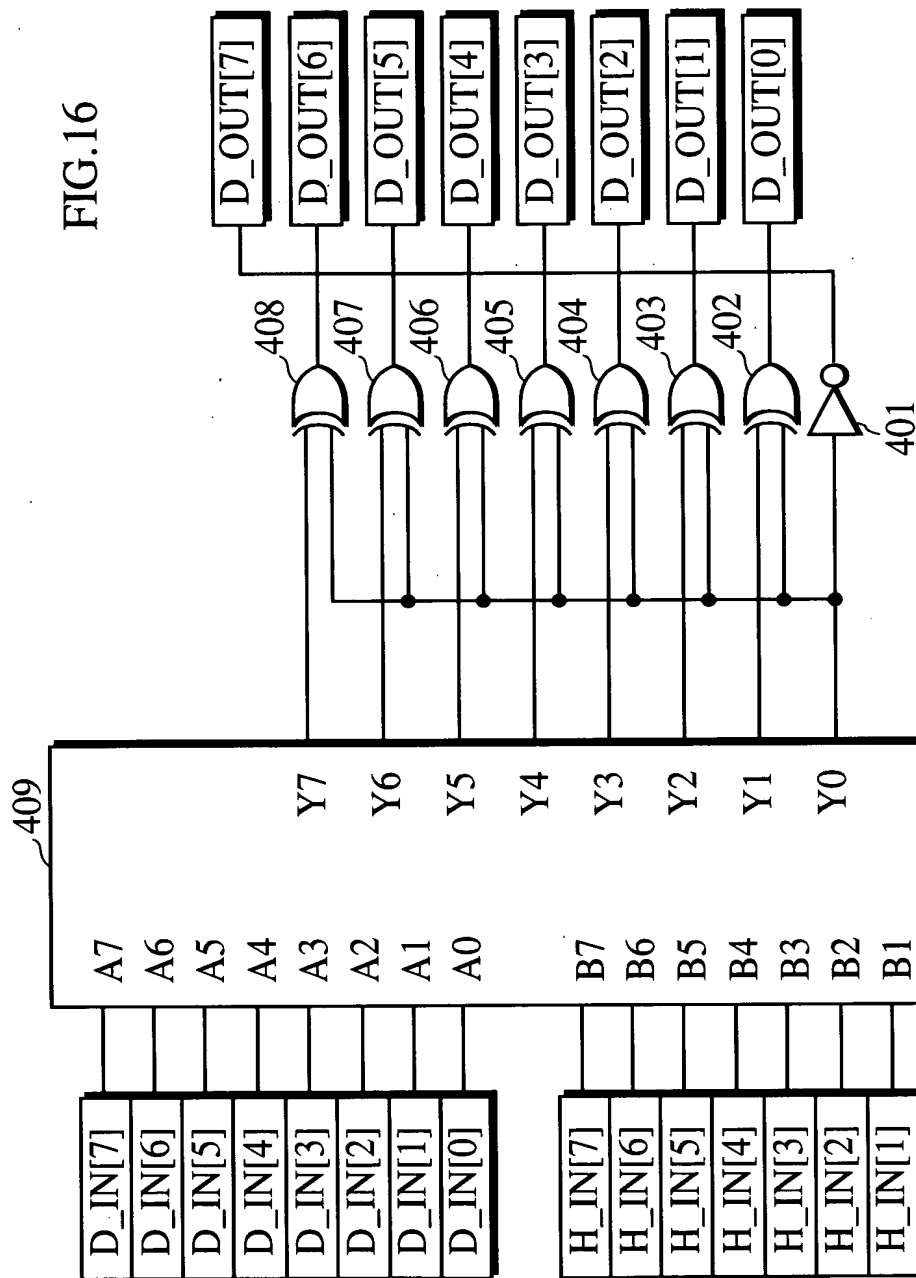 FIG.16
409
D_IN[7]
D_IN[6]
D_IN[5]
D_IN[4]
D_IN[3]
D_IN[2]
D_IN[1]
D_IN[0]
H_IN[7]
H_IN[6]
H_IN[5]
H_IN[4]
H_IN[3]
H_IN[2]
H_IN[1]
A7
A6
A5
A4
A3
A2
A1
A0
B7
B6
B5
B4
B3
B2
B1
Y7
Y6
Y5
Y4
Y3
Y2
Y1
Y0
408
407
406
405
404
403
402
401
D_OUT[7]
D_OUT[6]
D_OUT[5]
D_OUT[4]
D_OUT[3]
D_OUT[2]
D_OUT[1]
D_OUT[0]